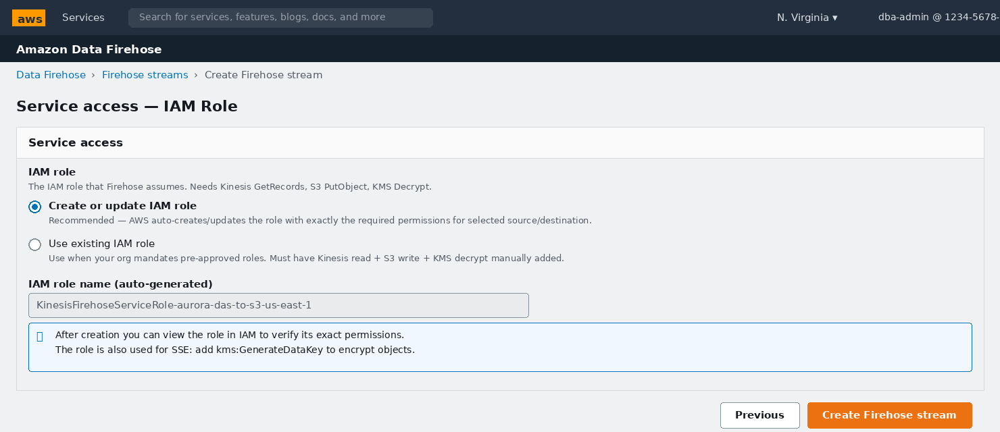 aws Services Search for services, features, blogs, docs, and more N. Virginia ▾ dba-admin @ 1234-5678-
Amazon Data Firehose
Data Firehose › Firehose streams › Create Firehose stream
Service access — IAM Role
Service access
IAM role
The IAM role that Firehose assumes. Needs Kinesis GetRecords, S3 PutObject, KMS Decrypt.
Create or update IAM role
Recommended — AWS auto-creates/updates the role with exactly the required permissions for selected source/destination.
Use existing IAM role
Use when your org mandates pre-approved roles. Must have Kinesis read + S3 write + KMS decrypt manually added.
IAM role name (auto-generated)
KinesisFirehoseServiceRole-aurora-das-to-s3-us-east-1
After creation you can view the role in IAM to verify its exact permissions.
The role is also used for SSE: add kms:GenerateDataKey to encrypt objects.
Previous Create Firehose stream